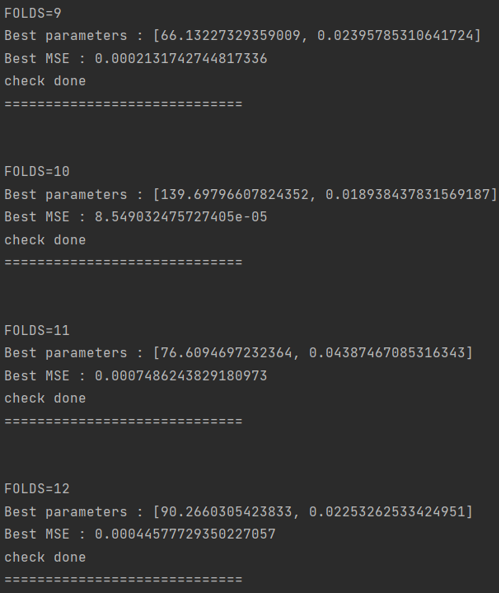 FOLDS=9
Best parameters : [66.13227329359009, 0.02395785310641724]
Best MSE : 0.0002131742744817336
check done
=============================
FOLDS=10
Best parameters : [139.69796607824352, 0.018938437831569187]
Best MSE : 8.549032475727405e-05
check done
=============================
FOLDS=11
Best parameters : [76.6094697232364, 0.04387467085316343]
Best MSE : 0.0007486243829180973
check done
=============================
FOLDS=12
Best parameters : [90.2660305423833, 0.02253262533424951]
Best MSE : 0.00044577729350227057
check done
=============================